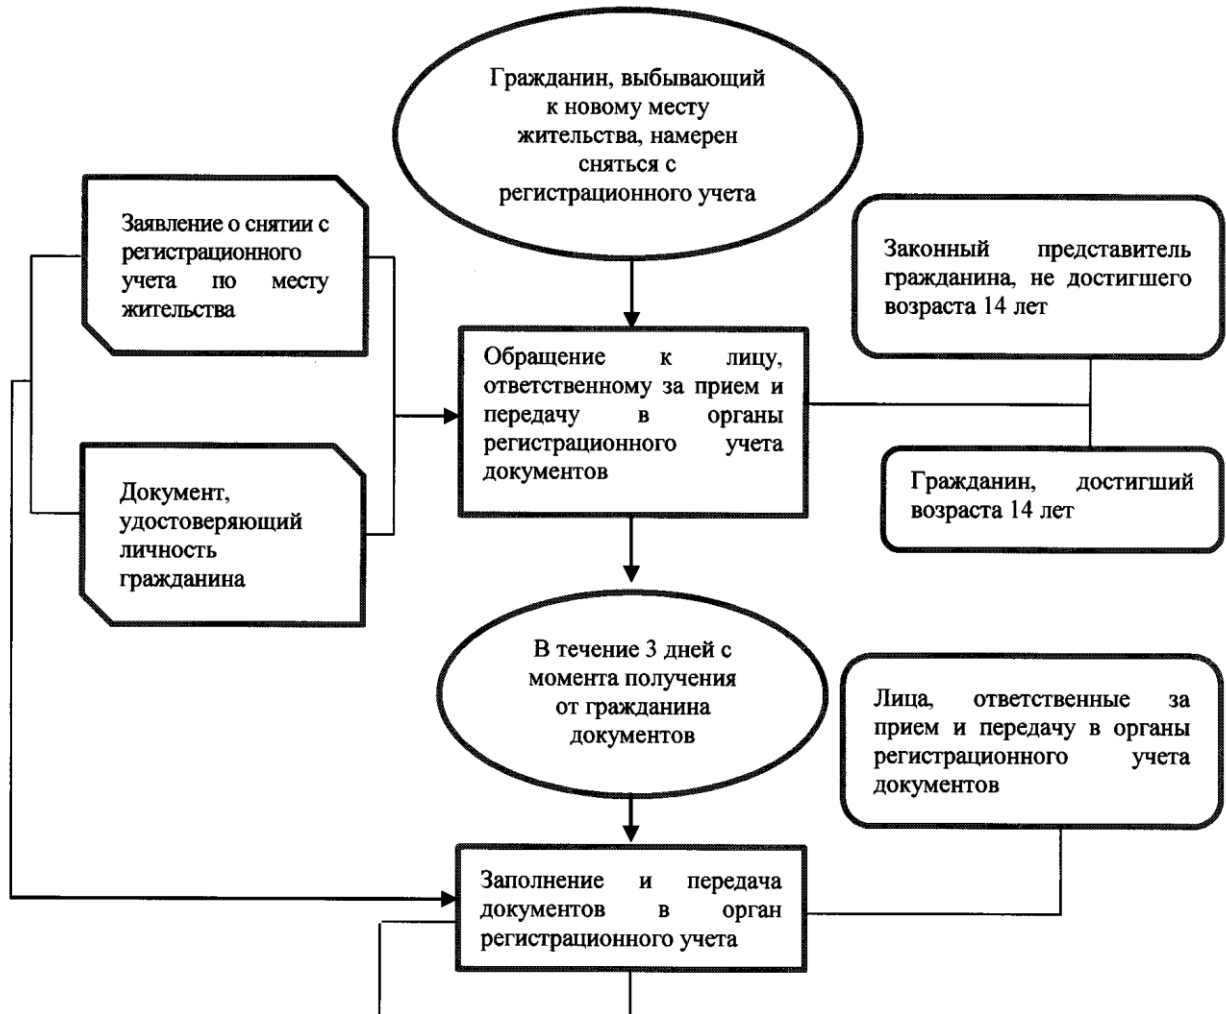 Гражданин, выбывающий
к новому месту
жительства, намерен
сняться с
регистрационного учета
Заявление о снятии с
регистрационного
учета по месту
жительства
Законный представитель
гражданина, не достигшего
возраста 14 лет
Обращение к лицу,
ответственному за прием и
передачу в органы
регистрационного учета
документов
Документ,
удостоверяющий
личность
гражданина
Гражданин, достигший
возраста 14 лет
В течение 3 дней с
момента получения
от гражданина
документов
Лица, ответственные за
прием и передачу в органы
регистрационного учета
документов
Заполнение и передача
документов в орган
регистрационного учета